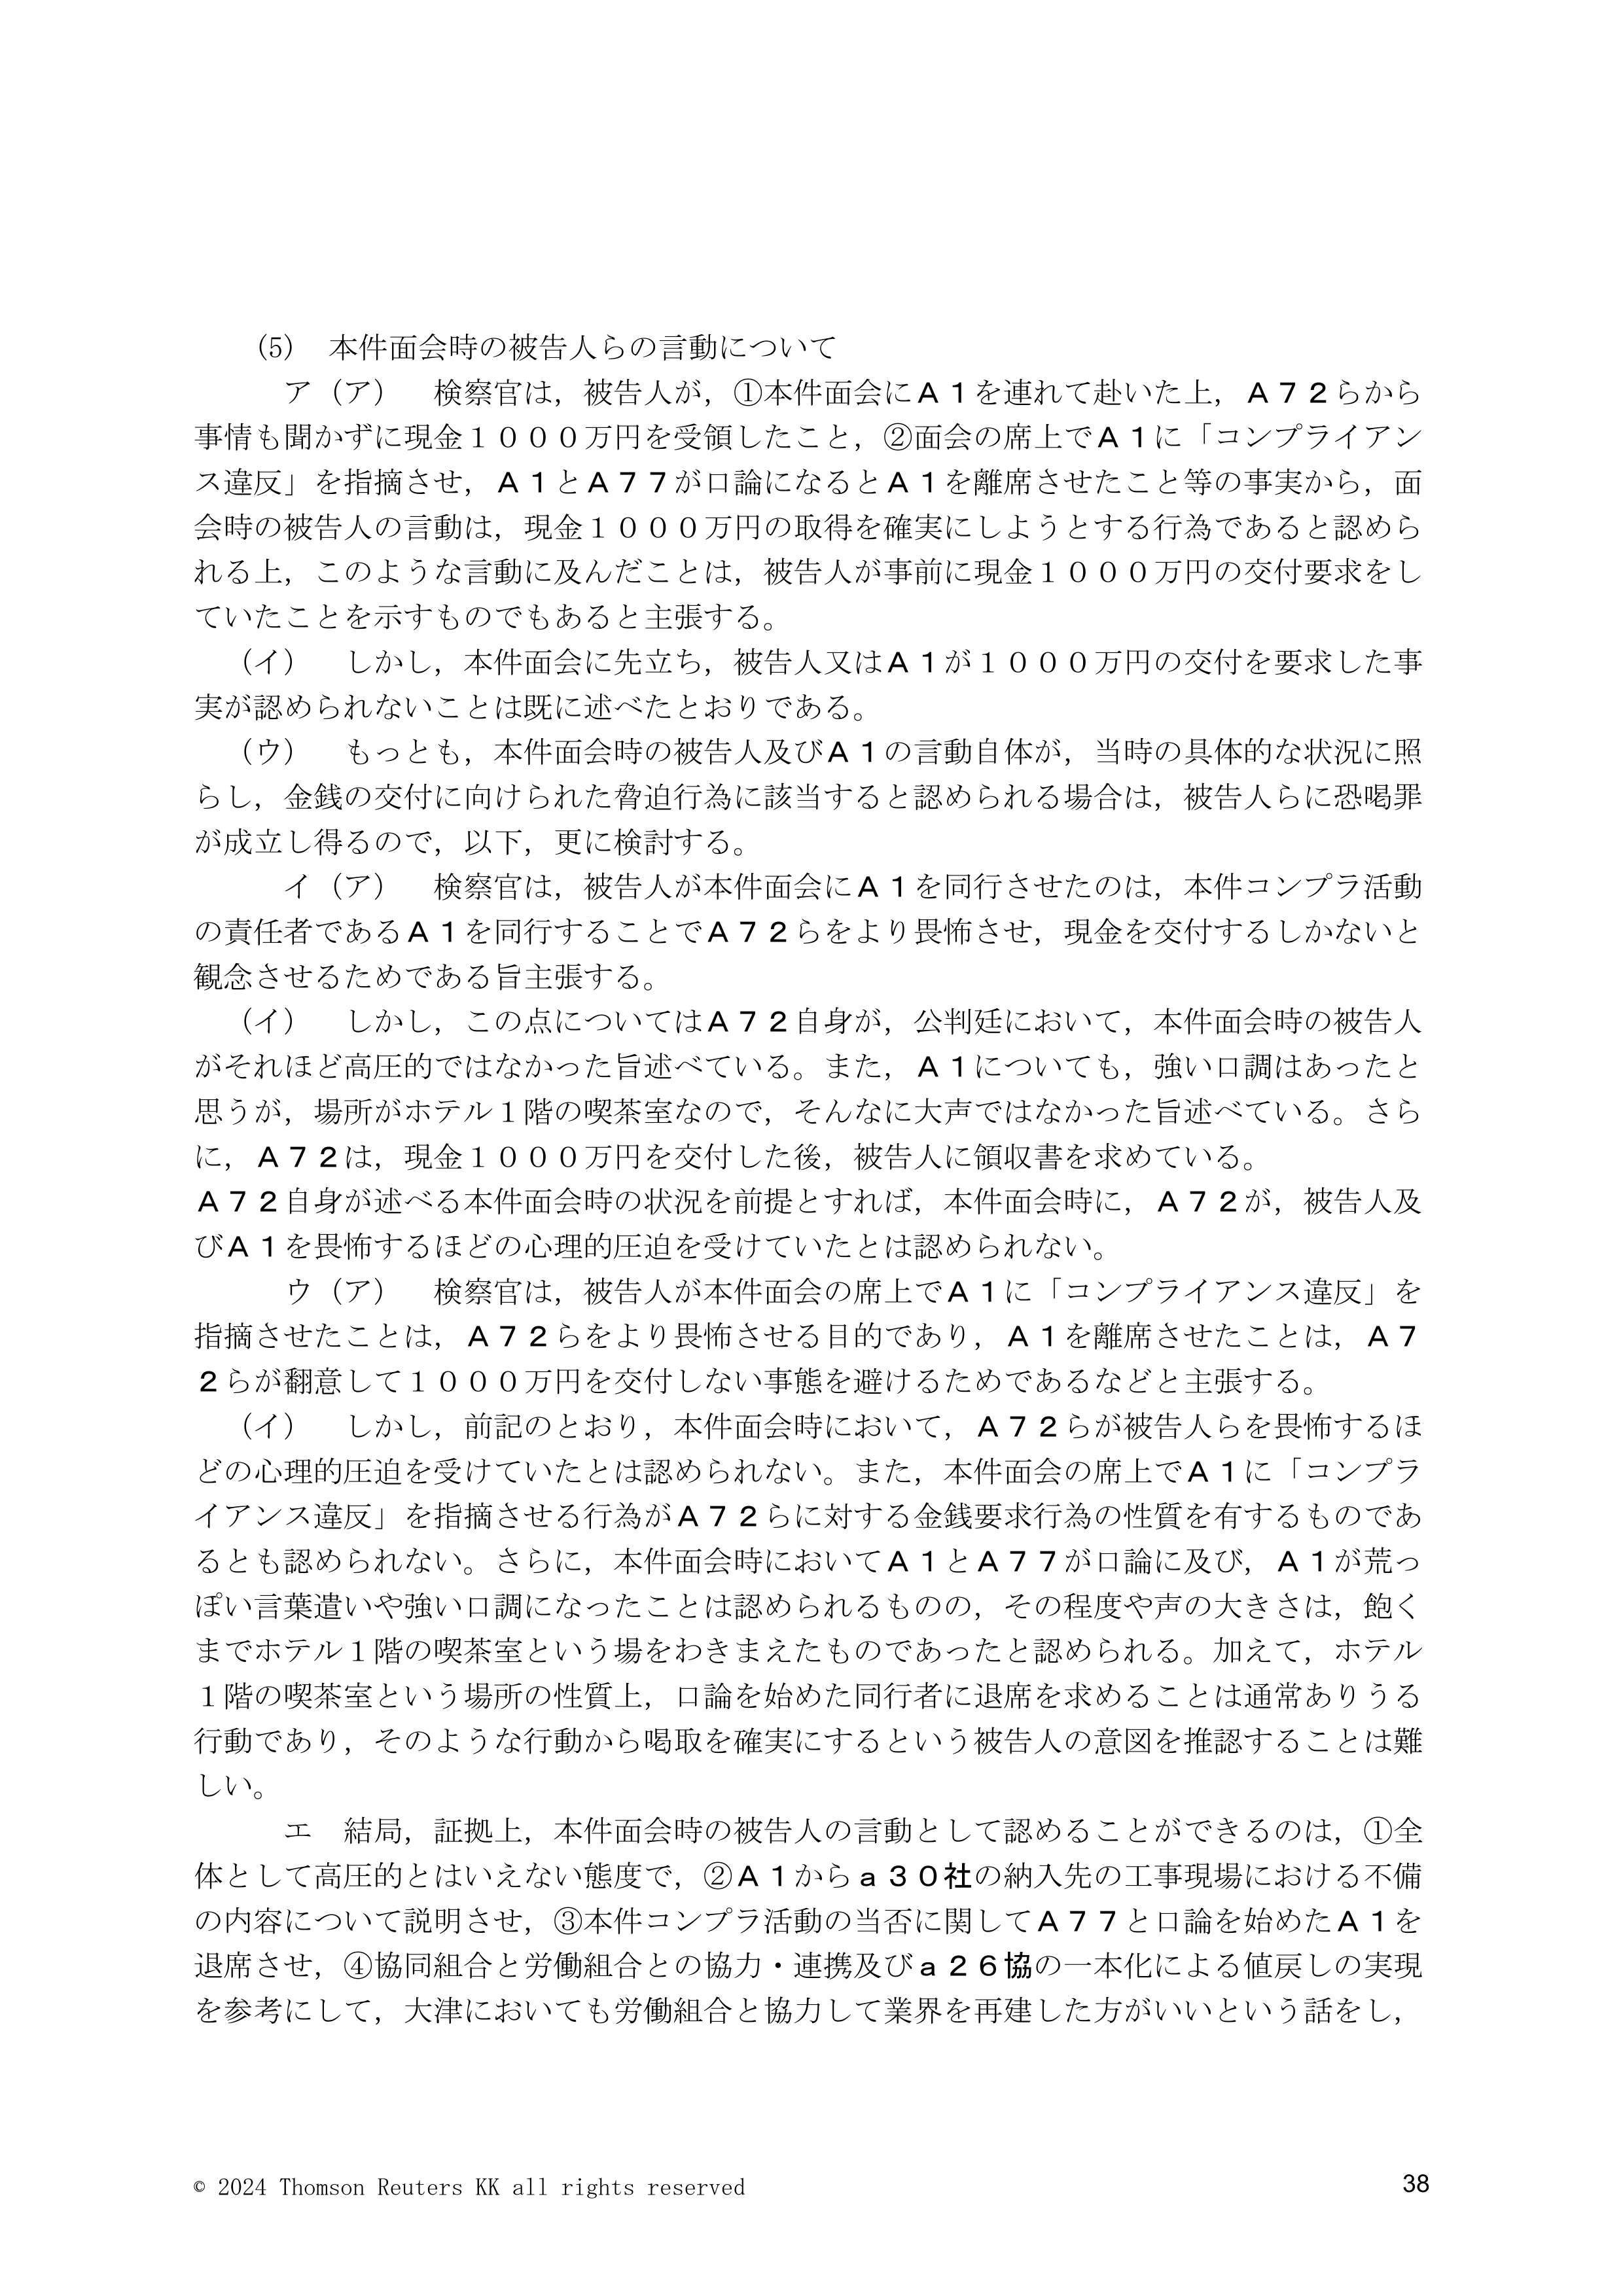 (5)　本件面会時の被告人らの言動について
ア（ア）　検察官は，被告人が，①本件面会にＡ１を連れて赴いた上，Ａ７２らから
事情も聞かずに現金１０００万円を受領したこと，②面会の席上でＡ１に「コンプライアン
ス違反」を指摘させ，Ａ１とＡ７７が口論になるとＡ１を離席させたこと等の事実から，面
会時の被告人の言動は，現金１０００万円の取得を確実にしようとする行為であると認めら
れる上，このような言動に及んだことは，被告人が事前に現金１０００万円の交付要求をし
ていたことを示すものでもあると主張する。
（イ）　しかし，本件面会に先立ち，被告人又はＡ１が１０００万円の交付を要求した事
実が認められないことは既に述べたとおりである。
（ウ）　もっとも，本件面会時の被告人及びＡ１の言動自体が，当時の具体的な状況に照
らし，金銭の交付に向けられた脅迫行為に該当すると認められる場合は，被告人らに恐喝罪
が成立し得るので，以下，更に検討する。
イ（ア）　検察官は，被告人が本件面会にＡ１を同行させたのは，本件コンプラ活動
の責任者であるＡ１を同行することでＡ７２らをより畏怖させ，現金を交付するしかないと
観念させるためである旨主張する。
（イ）　しかし，この点についてはＡ７２自身が，公判廷において，本件面会時の被告人
がそれほど高圧的ではなかった旨述べている。また，Ａ１についても，強い口調はあったと
思うが，場所がホテル１階の喫茶室なので，そんなに大声ではなかった旨述べている。さら
に，Ａ７２は，現金１０００万円を交付した後，被告人に領収書を求めている。
Ａ７２自身が述べる本件面会時の状況を前提とすれば，本件面会時に，Ａ７２が，被告人及
びＡ１を畏怖するほどの心理的圧迫を受けていたとは認められない。
ウ（ア）　検察官は，被告人が本件面会の席上でＡ１に「コンプライアンス違反」を
指摘させたことは，Ａ７２らをより畏怖させる目的であり，Ａ１を離席させたことは，Ａ７
２らが翻意して１０００万円を交付しない事態を避けるためであるなどと主張する。
（イ）　しかし，前記のとおり，本件面会時において，Ａ７２らが被告人らを畏怖するほ
どの心理的圧迫を受けていたとは認められない。また，本件面会の席上でＡ１に「コンプラ
イアンス違反」を指摘させる行為がＡ７２らに対する金銭要求行為の性質を有するものであ
るとも認められない。さらに，本件面会時においてＡ１とＡ７７が口論に及び，Ａ１が荒っ
ぽい言葉遣いや強い口調になったことは認められるものの，その程度や声の大きさは，飽く
までホテル１階の喫茶室という場をわきまえたものであったと認められる。加えて，ホテル
１階の喫茶室という場所の性質上，口論を始めた同行者に退席を求めることは通常ありうる
行動であり，そのような行動から喝取を確実にするという被告人の意図を推認することは難
しい。
エ　結局，証拠上，本件面会時の被告人の言動として認めることができるのは，①全
体として高圧的とはいえない態度で，②Ａ１からａ３０社の納入先の工事現場における不備
の内容について説明させ，③本件コンプラ活動の当否に関してＡ７７と口論を始めたＡ１を
退席させ，④協同組合と労働組合との協力・連携及びａ２６協の一本化による値戻しの実現
を参考にして，大津においても労働組合と協力して業界を再建した方がいいという話をし，
© 2024 Thomson Reuters KK all rights reserved
38